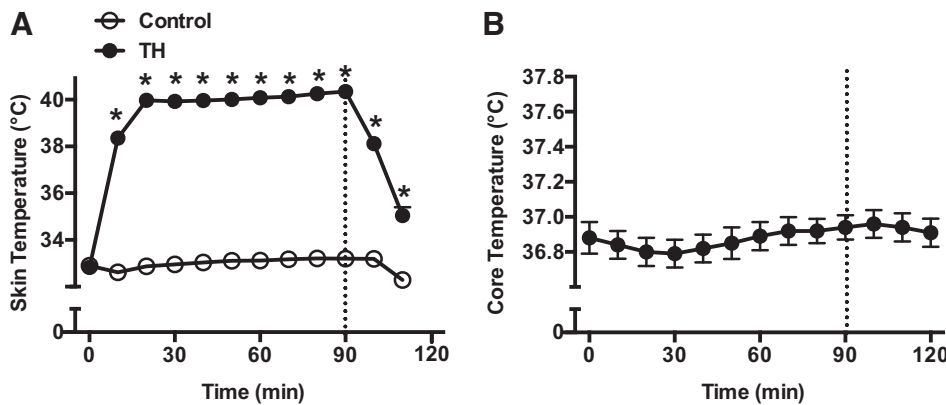 A
Control
TH
Skin Temperature (°C)
40
38
36
34
0
* * * * * * * * * * *
0 30 60 90 120
Time (min)
B
Core Temperature (°C)
37.8
37.6
37.4
37.2
37.0
36.8
0
0 30 60 90 120
Time (min)